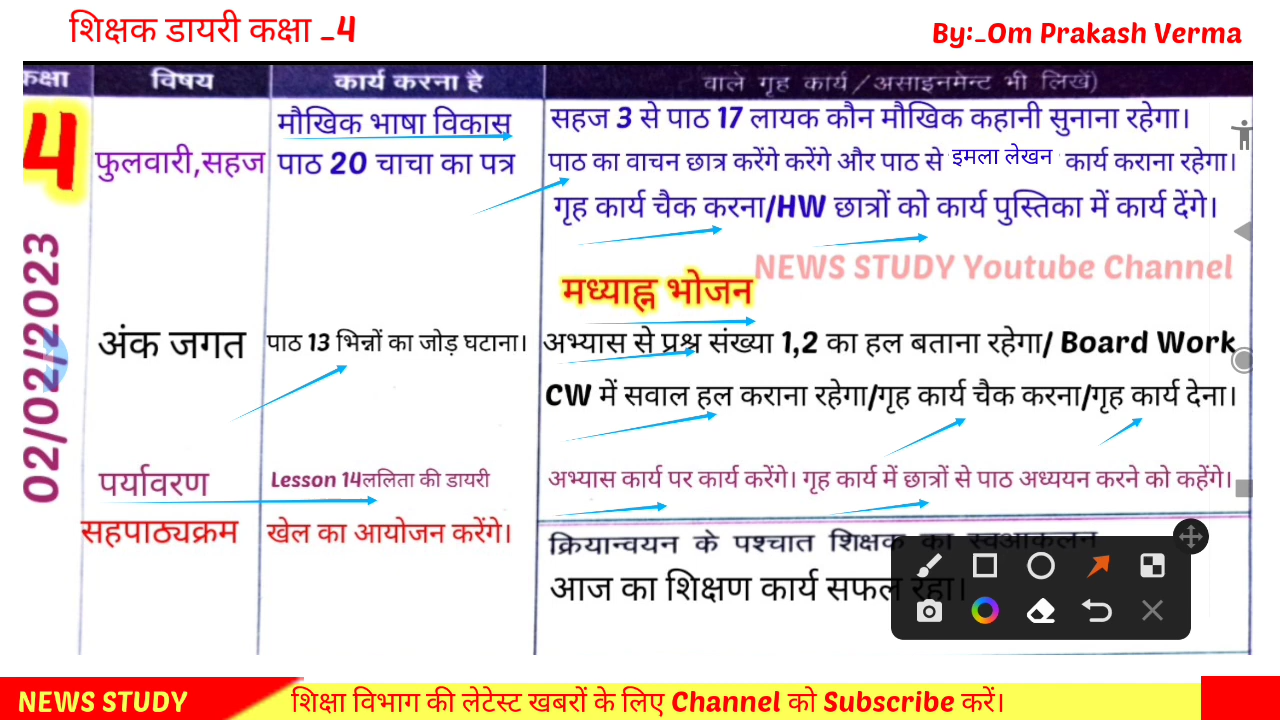 शिक्षक डायरी कक्षा _4
By:_Om Prakash Verma
कक्षा विषय कार्य करना है वाले गृह कार्य/असाइनमेन्ट भी लिखें)
4
02/02/2023
फुलवारी,सहज
मौखिक भाषा विकास
पाठ 20 चाचा का पत्र
सहज 3 से पाठ 17 लायक कौन मौखिक कहानी सुनाना रहेगा।
पाठ का वाचन छात्र करेंगे करेंगे और पाठ से इमला लेखन कार्य कराना रहेगा।
गृह कार्य चैक करना/HW छात्रों को कार्य पुस्तिका में कार्य देंगे।
NEWS STUDY Youtube Channel
मध्याह्न भोजन
अंक जगत
पाठ 13 भिन्नों का जोड़ घटाना।
अभ्यास से प्रश्न संख्या 1,2 का हल बताना रहेगा/ Board Work
CW में सवाल हल कराना रहेगा/गृह कार्य चैक करना/गृह कार्य देना।
पर्यावरण
Lesson 14ललिता की डायरी
अभ्यास कार्य पर कार्य करेंगे। गृह कार्य में छात्रों से पाठ अध्ययन करने को कहेंगे।
सहपाठ्यक्रम
खेल का आयोजन करेंगे।
क्रियान्वयन के पश्चात शिक्षक का स्वआकलन
आज का शिक्षण कार्य सफल रहा।
NEWS STUDY
शिक्षा विभाग की लेटेस्ट खबरों के लिए Channel को Subscribe करें।